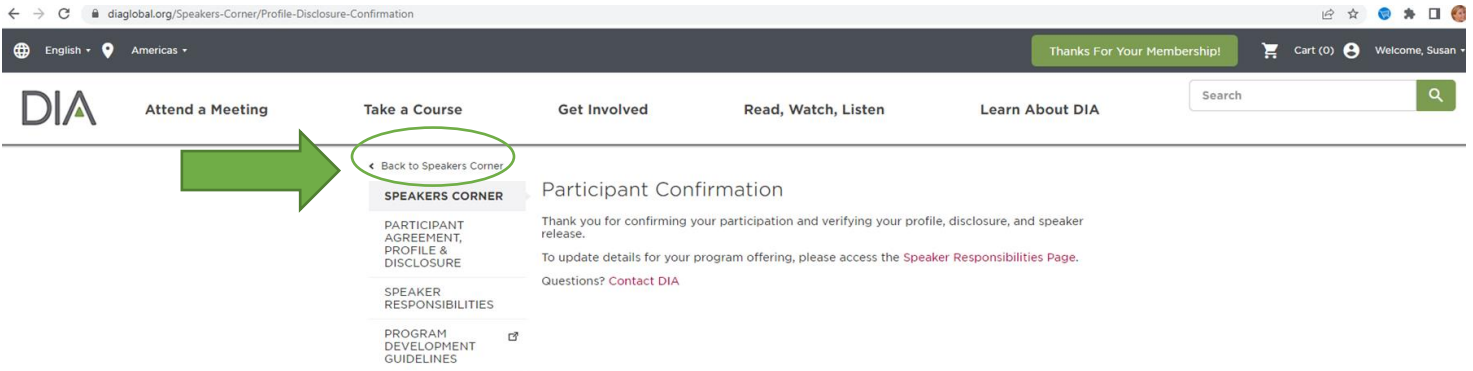 diaglobal.org/Speakers-Corner/Profile-Disclosure-Confirmation
English
Americas
Thanks For Your Membership!
Cart (0)
Welcome, Susan
DIA
Attend a Meeting
Take a Course
Get Involved
Read, Watch, Listen
Learn About DIA
Search
Back to Speakers Corner
SPEAKERS CORNER
PARTICIPANT
AGREEMENT,
PROFILE &
DISCLOSURE
SPEAKER
RESPONSIBILITIES
PROGRAM
DEVELOPMENT
GUIDELINES
Participant Confirmation
Thank you for confirming your participation and verifying your profile, disclosure, and speaker
release.
To update details for your program offering, please access the Speaker Responsibilities Page.
Questions? Contact DIA